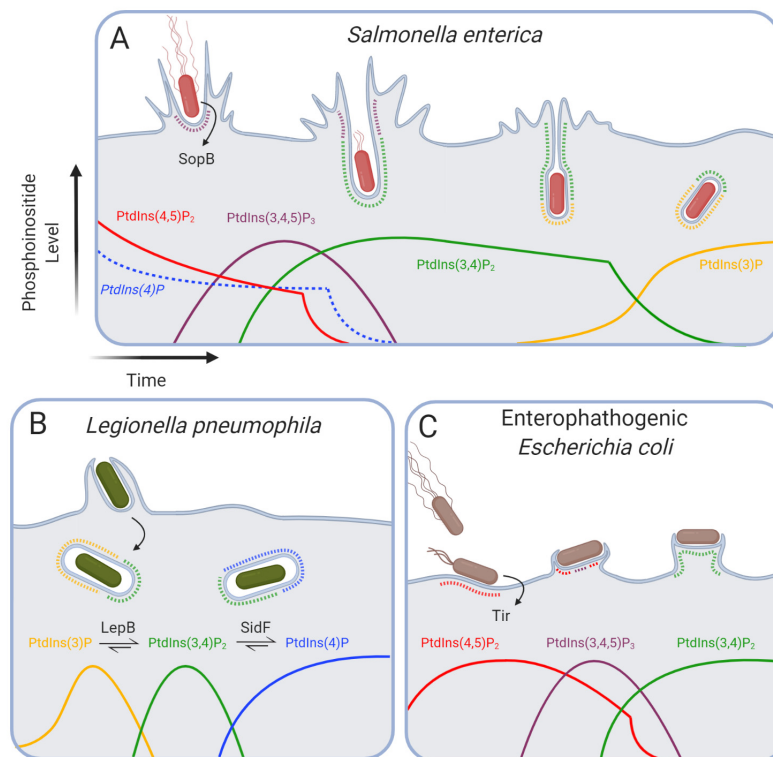 A
Salmonella enterica
SopB
Phosphoinositide
Level
PtdIns(4,5)P₂
PtdIns(3,4,5)P₃
PtdIns(4)P
PtdIns(3,4)P₂
PtdIns(3)P
Time
B
Legionella pneumophila
LepB
SidF
PtdIns(3)P
PtdIns(3,4)P₂
PtdIns(4)P
C
Enterophathogenic
Escherichia coli
Tir
PtdIns(4,5)P₂
PtdIns(3,4,5)P₃
PtdIns(3,4)P₂